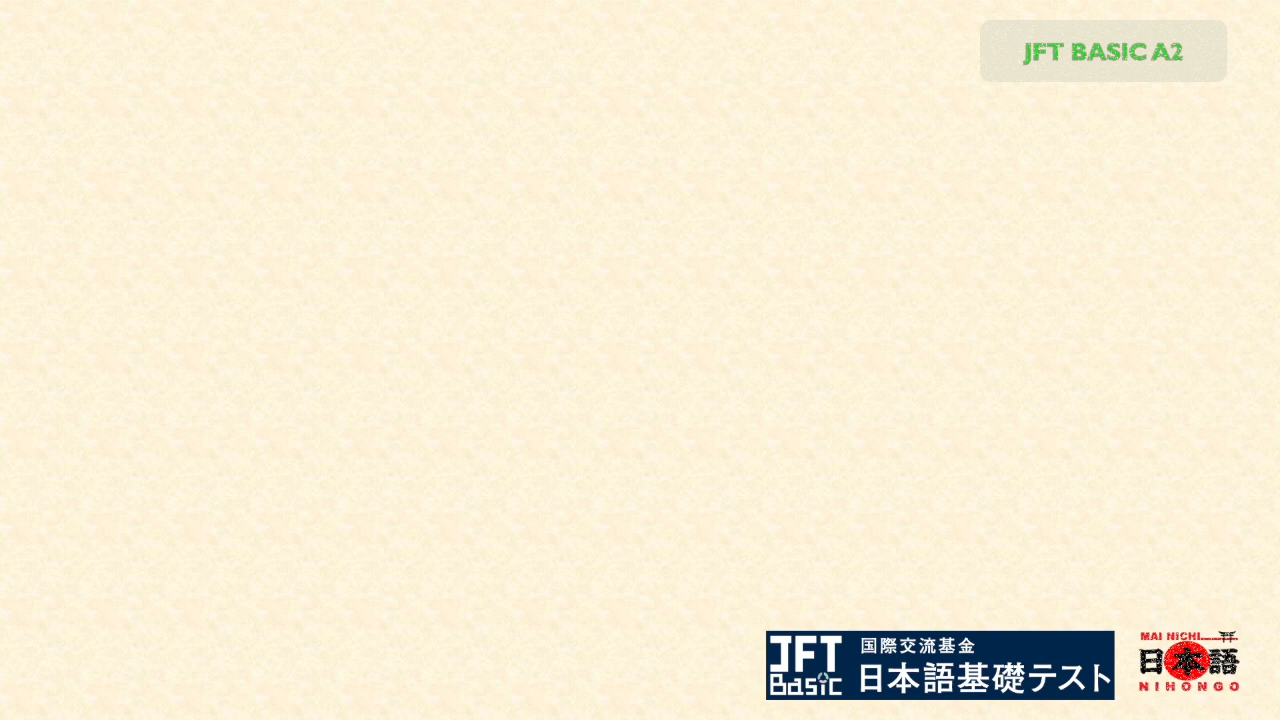 JFT BASIC A2
JFT
Basic
国際交流基金
日本語基礎テスト
MAI NICHI
日本語
NIHONGO